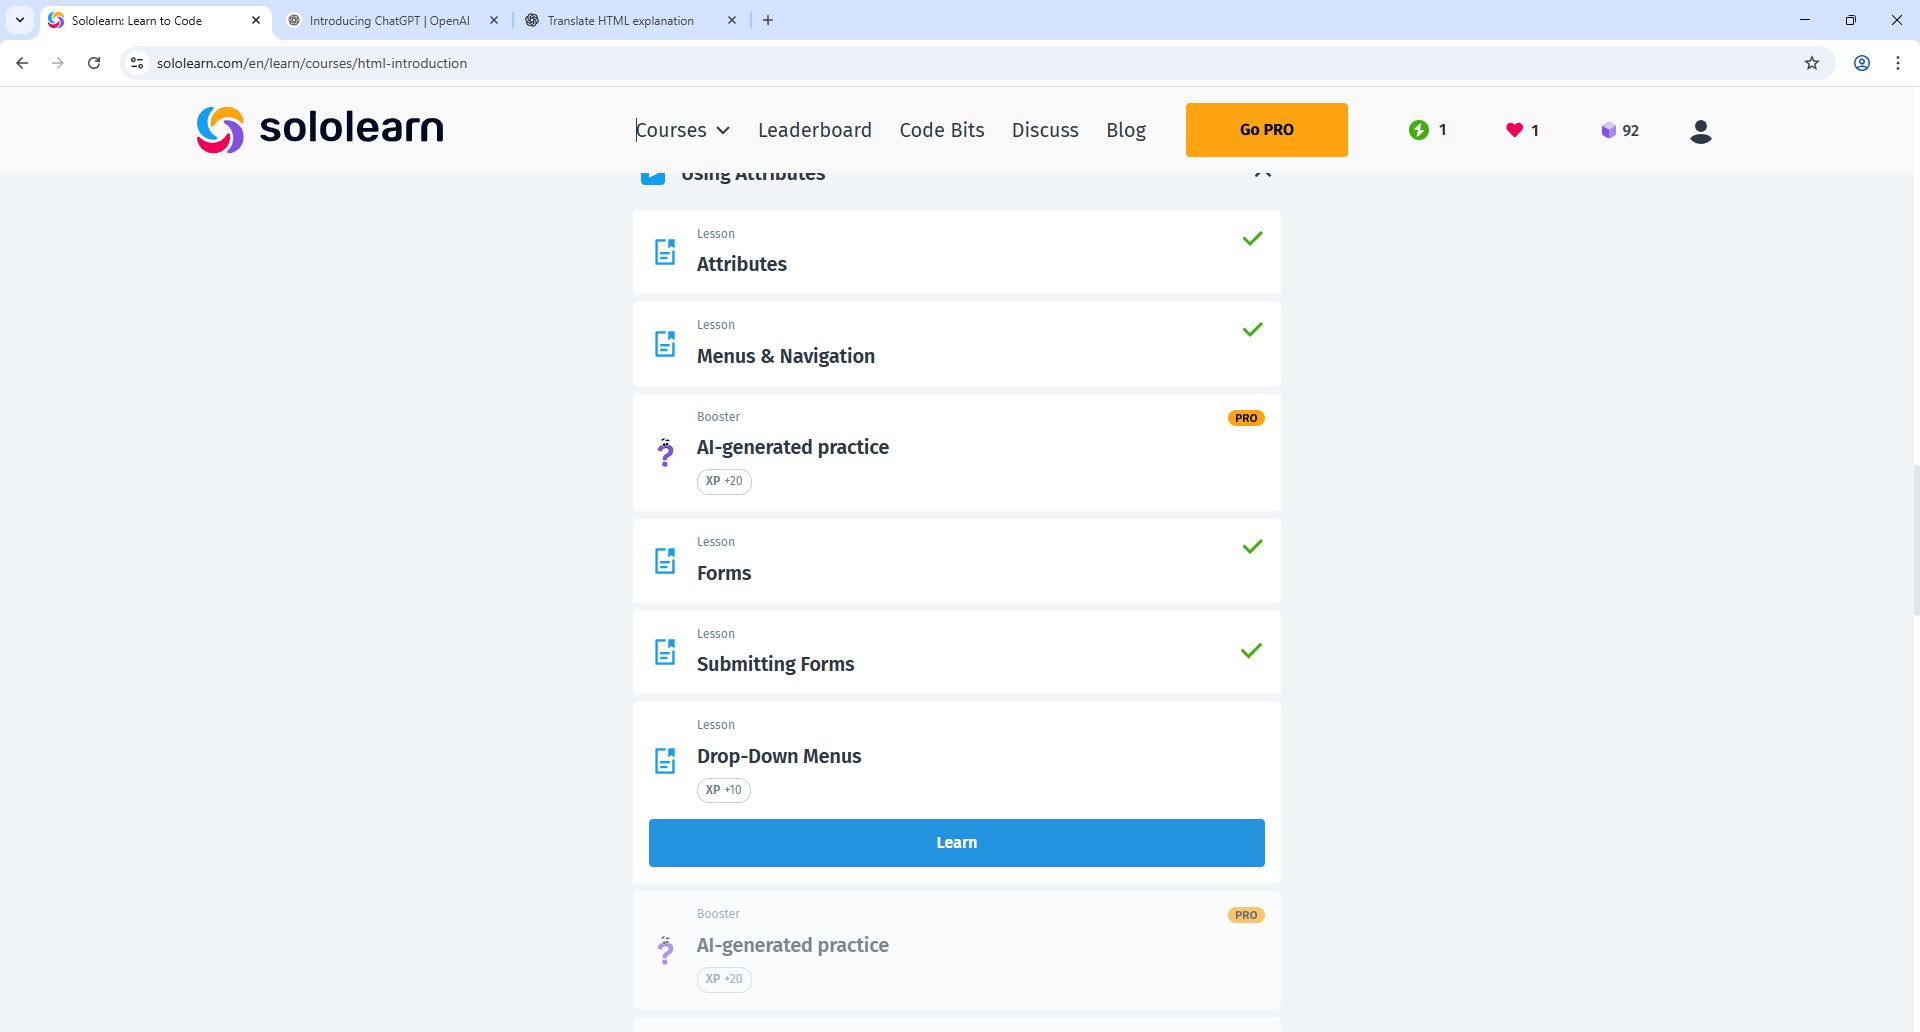 Sololearn: Learn to Code
Introducing ChatGPT | OpenAI
Translate HTML explanation
sololearn.com/en/learn/courses/html-introduction
sololearn
Courses
Leaderboard
Code Bits
Discuss
Blog
Go PRO
1
1
92
Using Attributes
Lesson
Attributes
Lesson
Menus & Navigation
Booster
PRO
AI-generated practice
XP +20
Lesson
Forms
Lesson
Submitting Forms
Lesson
Drop-Down Menus
XP +10
Learn
Booster
PRO
AI-generated practice
XP +20